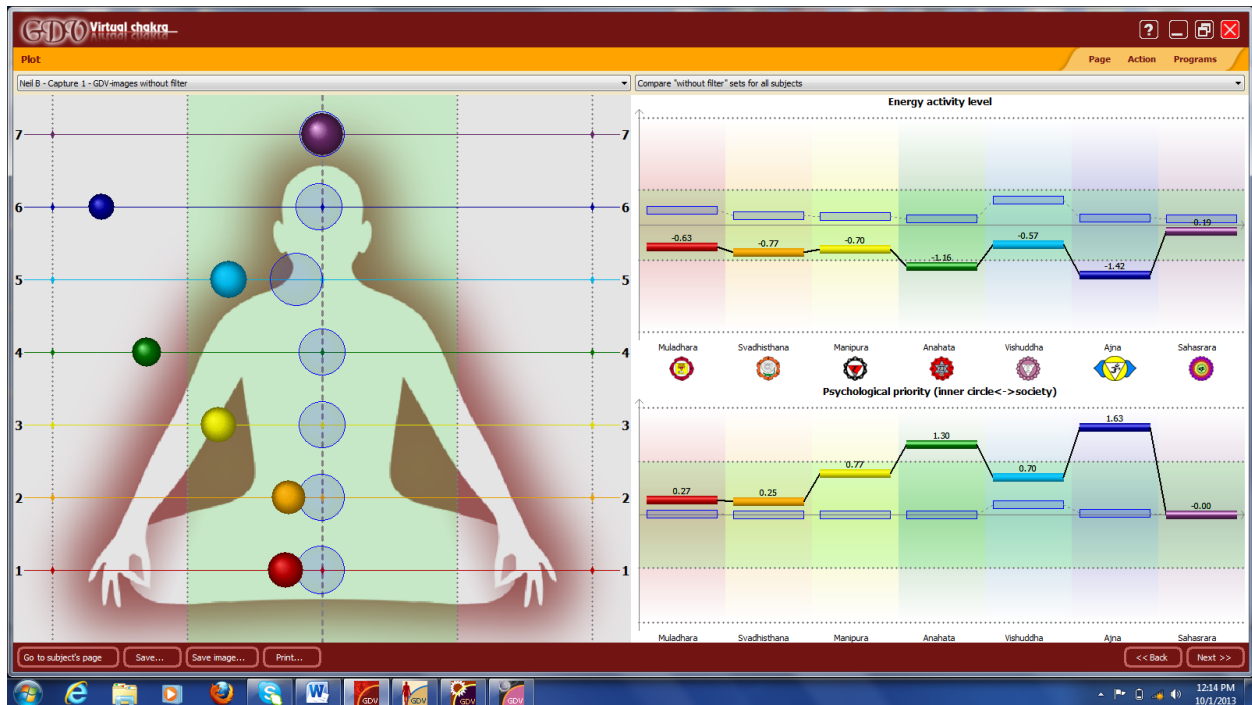 GDV Virtual chakra
?
Plot
Page Action Programs
Neil B - Capture 1 - GDV-images without filter
Compare "without filter" sets for all subjects
7 7
6 6
5 5
4 4
3 3
2 2
1 1
Energy activity level
-0.63 -0.77 -0.70 -1.16 -0.57 -1.42 -0.19
Muladhara Svadhisthana Manipura Anahata Vishuddha Ajna Sahasrara
Psychological priority (inner circle<->society)
0.27 0.25 0.77 1.30 0.70 1.63 -0.00
Muladhara Svadhisthana Manipura Anahata Vishuddha Ajna Sahasrara
Go to subject's page Save... Save image... Print... << Back Next >>
GDV GDV GDV GDV
12:14 PM
10/1/2013